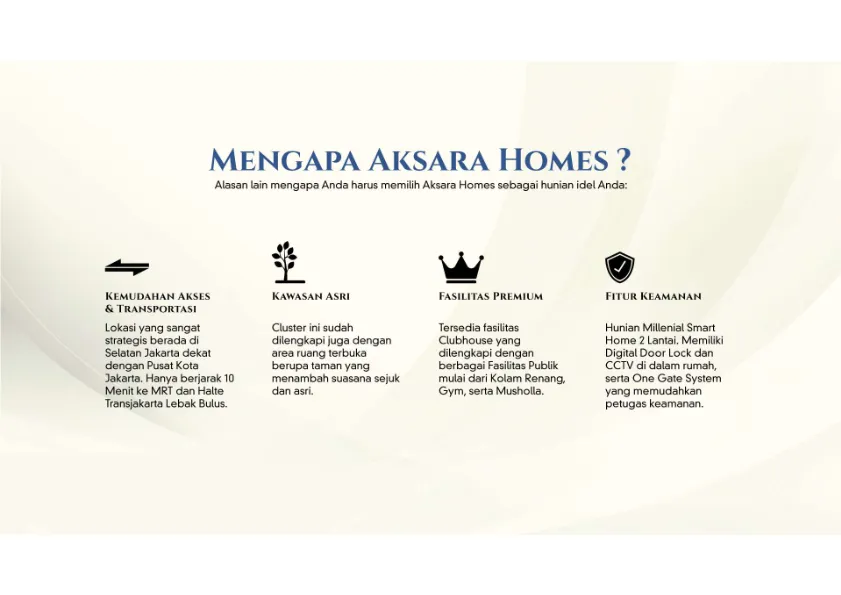 MENGAPA AKSARA HOMES ?
Alasan lain mengapa Anda harus memilih Aksara Homes sebagai hunian idel Anda:
KEMUDAHAN AKSES
& TRANSPORTASI
Lokasi yang sangat
strategis berada di
Selatan Jakarta dekat
dengan Pusat Kota
Jakarta. Hanya berjarak 10
Menit ke MRT dan Halte
Transjakarta Lebak Bulus.
KAWASAN ASRI
Cluster ini sudah
dilengkapi juga dengan
area ruang terbuka
berupa taman yang
menambah suasana sejuk
dan asri.
FASILITAS PREMIUM
Tersedia fasilitas
Clubhouse yang
dilengkapi dengan
berbagai Fasilitas Publik
mulai dari Kolam Renang,
Gym, serta Musholla.
FITUR KEAMANAN
Hunian Millenial Smart
Home 2 Lantai. Memiliki
Digital Door Lock dan
CCTV di dalam rumah,
serta One Gate System
yang memudahkan
petugas keamanan.